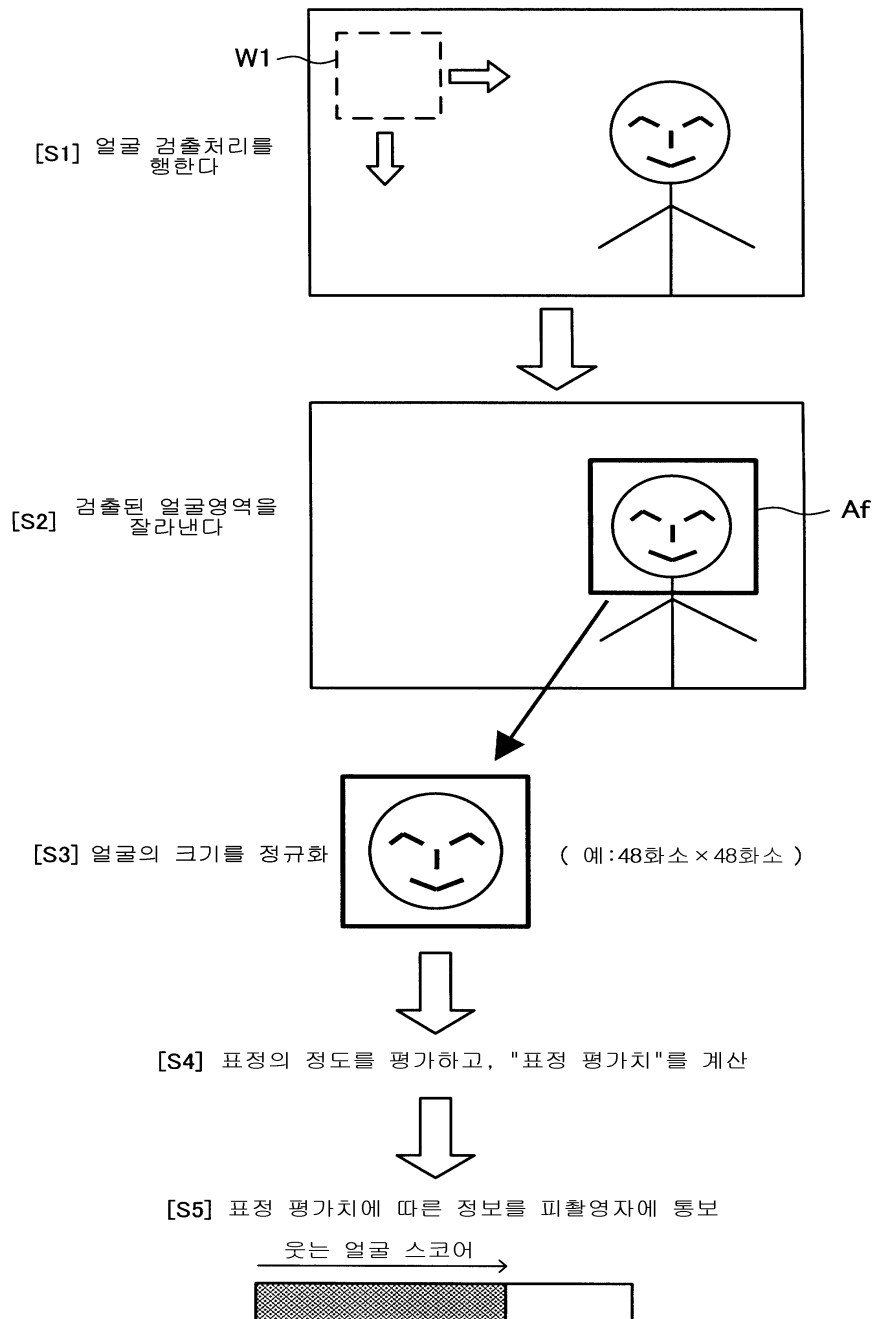 W1
[S1] 얼굴 검출처리를
행한다
[S2] 검출된 얼굴영역을
잘라낸다
Af
[S3] 얼굴의 크기를 정규화
( 예:48화소×48화소 )
[S4] 표정의 정도를 평가하고, "표정 평가치"를 계산
[S5] 표정 평가치에 따른 정보를 피촬영자에 통보
웃는 얼굴 스코어